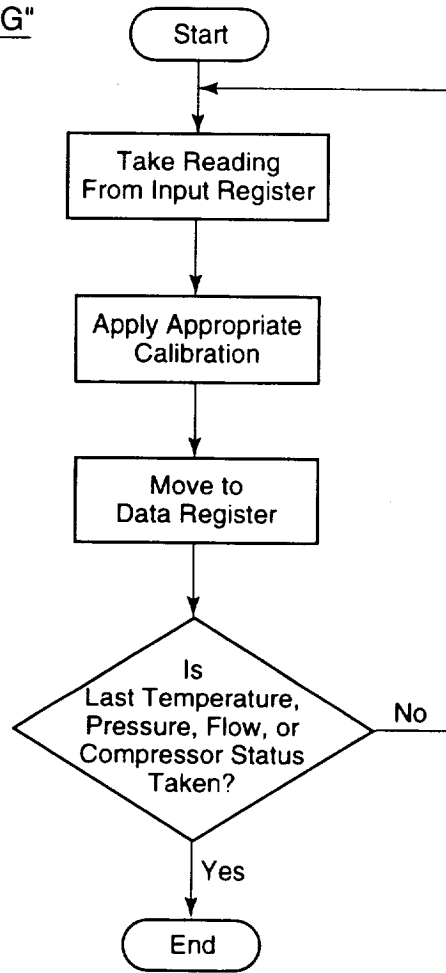 G"
Start
Take Reading
From Input Register
Apply Appropriate
Calibration
Move to
Data Register
Is
Last Temperature,
Pressure, Flow, or
Compressor Status
Taken?
No
Yes
End